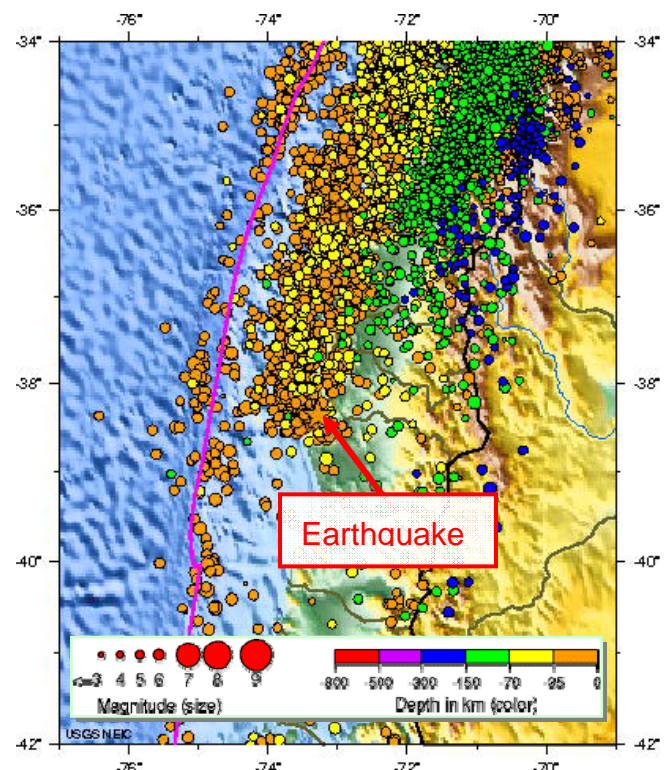 -76° -74° -72° -70°
-34° -34°
-36° -36°
-38° -38°
Earthquake
-40° -40°
<=3 4 5 6 7 8 9
Magnitude (size)
-800 -500 -300 -150 -70 -35 0
Depth in km (color)
USGS NEIC
-42° -42°
-76° -74° -72° -70°